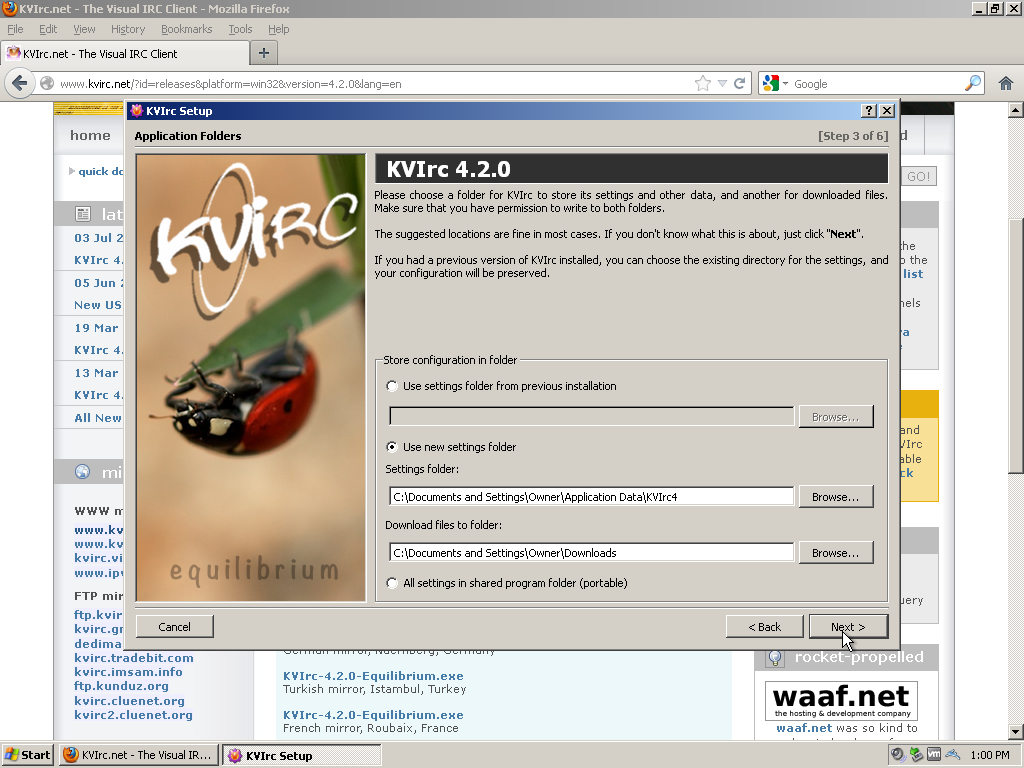 KVIrc.net - The Visual IRC Client - Mozilla Firefox
File Edit View History Bookmarks Tools Help
KVIrc.net - The Visual IRC Client
www.kvirc.net/?id=releases&platform=win32&version=4.2.0&lang=en
Google
home
quick do
GO!
lat
03 Jul 2
KVIrc 4.
05 Jun 2
New US
19 Mar
KVIrc 4.
13 Mar
KVIrc 4.
All New
mi
WWW m
www.kv
www.kv
kvirc.vi
www.ipv
FTP mir
ftp.kvir
kvirc.gr
dedima
kvirc.tradebit.com
kvirc.imsam.info
ftp.kunduz.org
kvirc.cluenet.org
kvirc2.cluenet.org
KVIrc Setup
Application Folders
[Step 3 of 6]
KVIrc
equilibrium
KVIrc 4.2.0
Please choose a folder for KVIrc to store its settings and other data, and another for downloaded files.
Make sure that you have permission to write to both folders.
The suggested locations are fine in most cases. If you don't know what this is about, just click "Next".
If you had a previous version of KVIrc installed, you can choose the existing directory for the settings, and
your configuration will be preserved.
Store configuration in folder
Use settings folder from previous installation
Browse...
Use new settings folder
Settings folder:
C:\Documents and Settings\Owner\Application Data\KVIrc4
Browse...
Download files to folder:
C:\Documents and Settings\Owner\Downloads
Browse...
All settings in shared program folder (portable)
Cancel
< Back
Next >
German mirror, Nuernberg, Germany
KVIrc-4.2.0-Equilibrium.exe
Turkish mirror, Istambul, Turkey
KVIrc-4.2.0-Equilibrium.exe
French mirror, Roubaix, France
the
list
and
ck
rocket-propelled
waaf.net
the hosting & development company
waaf.net was so kind to
Start
KVIrc.net - The Visual IR...
KVIrc Setup
1:00 PM